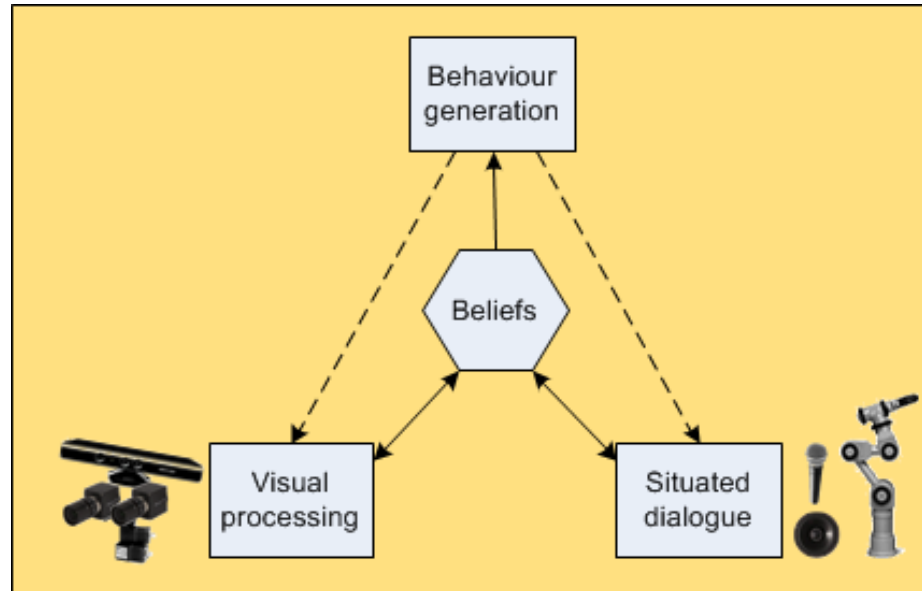 Behaviour
generation
Beliefs
Visual
processing
Situated
dialogue